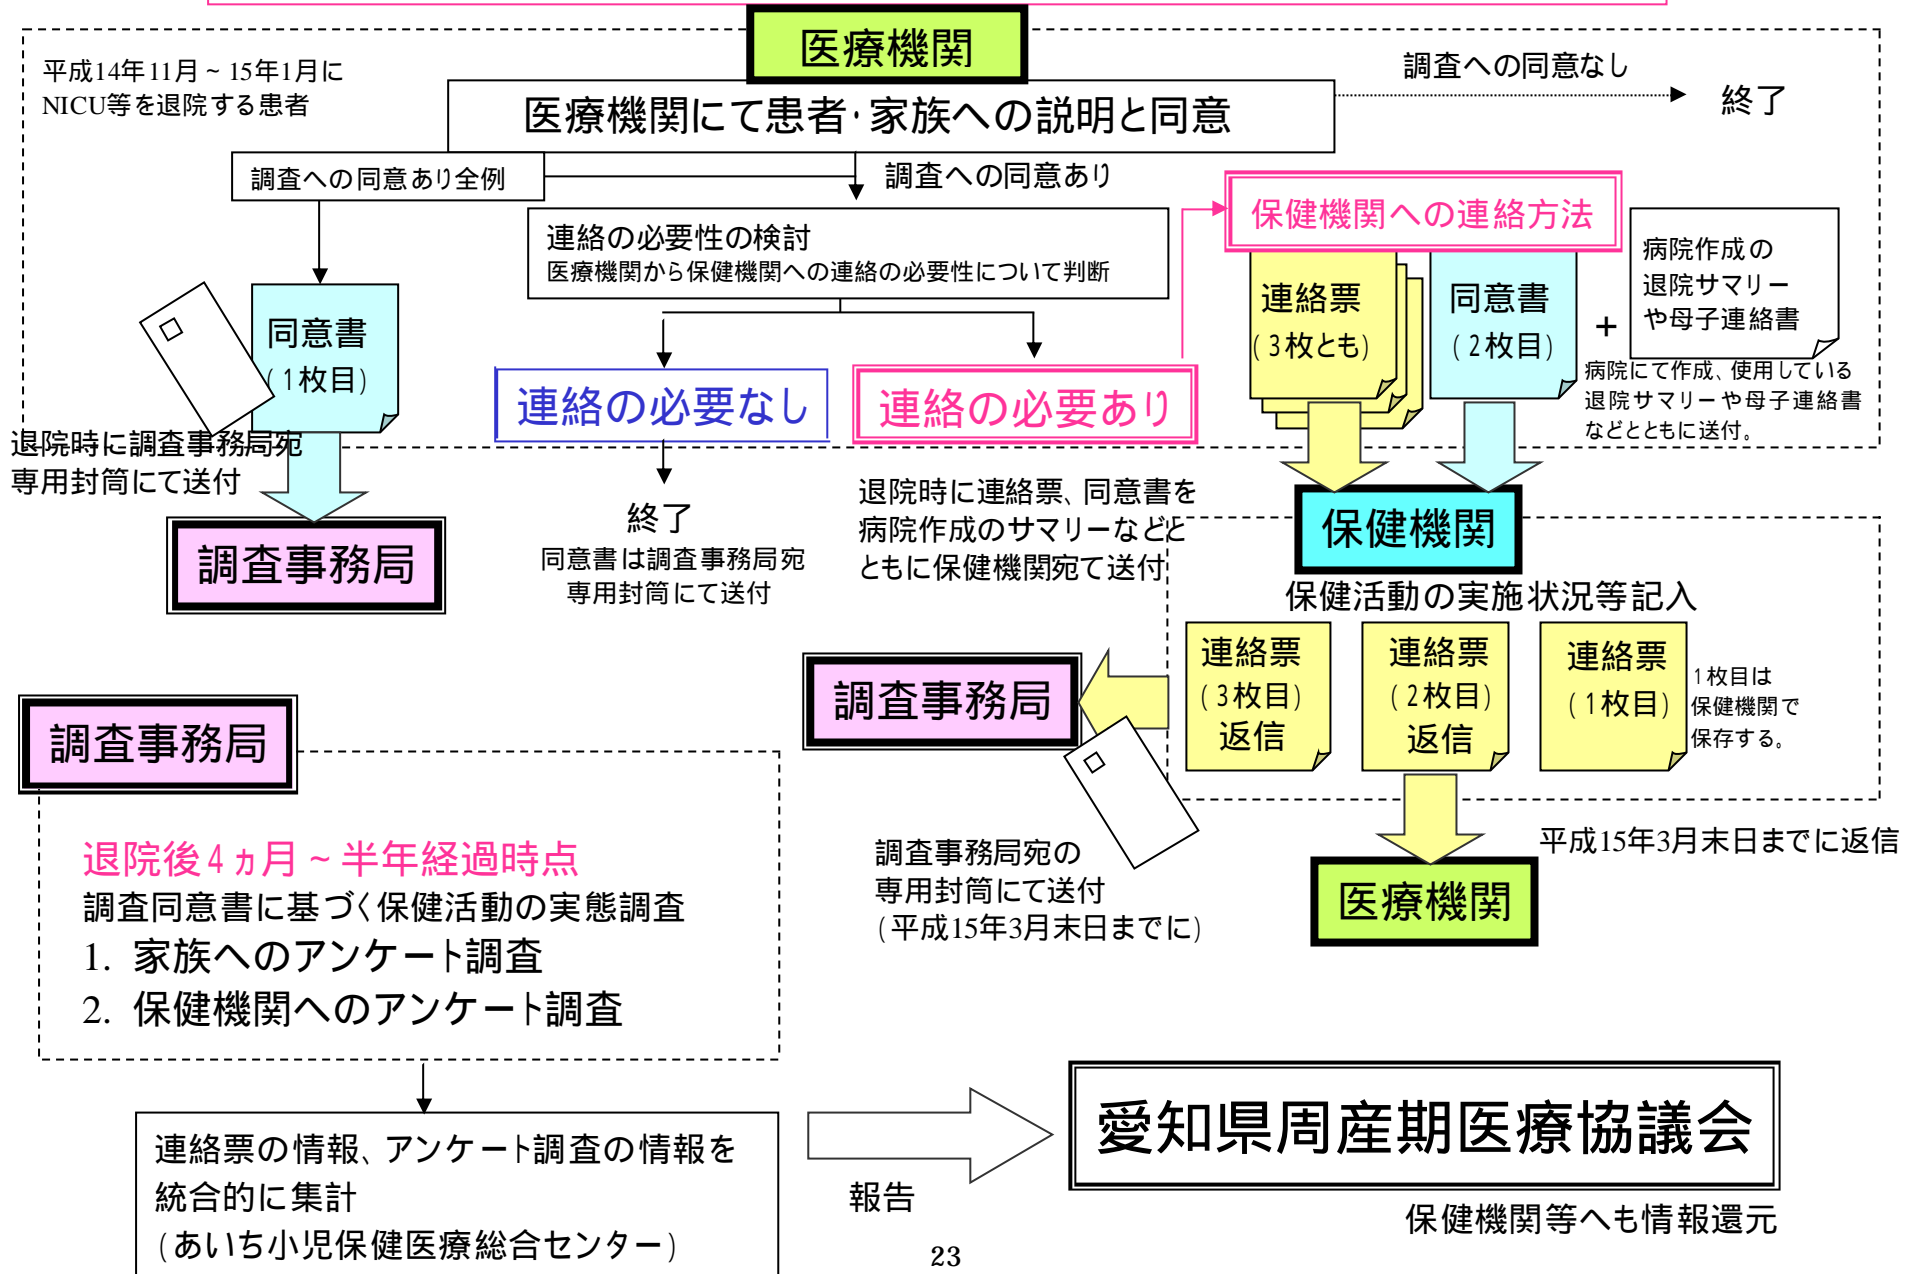 医療機関
平成14年11月~15年1月に
NICU等を退院する患者
調査への同意なし
終了
医療機関にて患者・家族への説明と同意
調査への同意あり全例
調査への同意あり
連絡の必要性の検討
医療機関から保健機関への連絡の必要性について判断
保健機関への連絡方法
病院作成の
退院サマリー
や母子連絡書
連絡票
(3枚とも)
同意書
(2枚目)
+
病院にて作成、使用している
退院サマリーや母子連絡書
などとともに送付。
同意書
(1枚目)
連絡の必要なし
連絡の必要あり
退院時に調査事務局宛
専用封筒にて送付
調査事務局
終了
同意書は調査事務局宛
専用封筒にて送付
退院時に連絡票、同意書を
病院作成のサマリーなどと
ともに保健機関宛て送付
保健機関
保健活動の実施状況等記入
連絡票
(3枚目)
返信
連絡票
(2枚目)
返信
連絡票
(1枚目)
1枚目は
保健機関で
保存する。
調査事務局
調査事務局宛の
専用封筒にて送付
(平成15年3月末日までに)
平成15年3月末日までに返信
医療機関
調査事務局
退院後4ヵ月~半年経過時点
調査同意書に基づく保健活動の実態調査
1. 家族へのアンケート調査
2. 保健機関へのアンケート調査
連絡票の情報、アンケート調査の情報を
統合的に集計
(あいち小児保健医療総合センター)
報告
愛知県周産期医療協議会
保健機関等へも情報還元
23